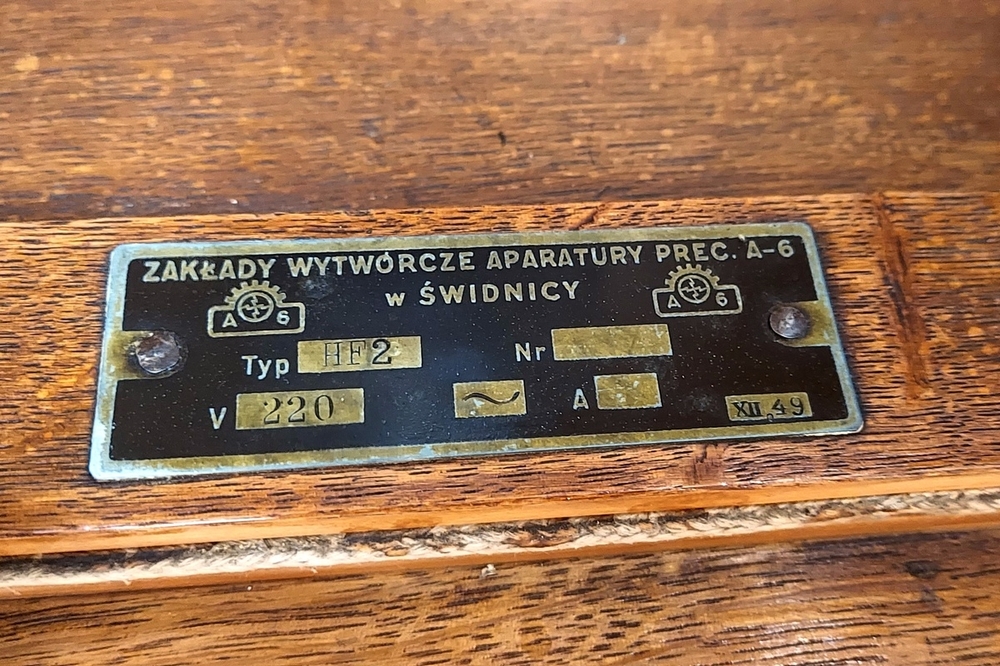 ZAKŁADY WYTWÓRCZE APARATURY PREC. A-6
w ŚWIDNICY
A 6
A 6
Typ HF2 Nr
V 220 ~ A
XII 49